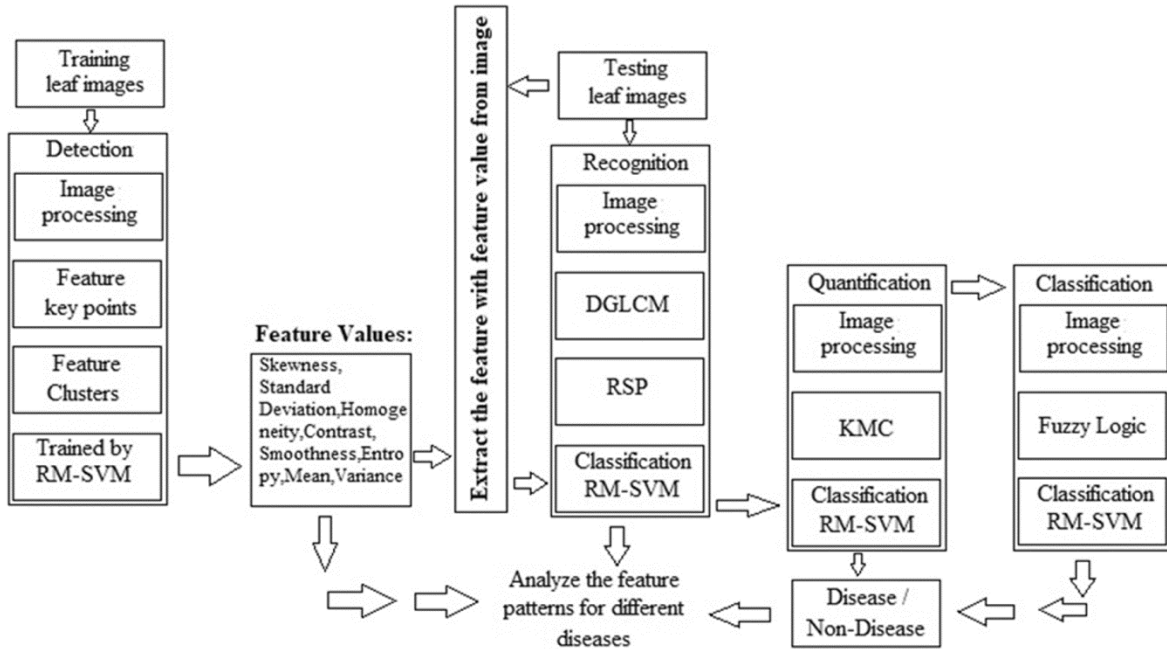 Training
leaf images
Detection
Image
processing
Feature
key points
Feature
Clusters
Trained by
RM-SVM
Feature Values:
Skewness,
Standard
Deviation,Homoge
neity,Contrast,
Smoothness,Entro
py,Mean,Variance
Extract the feature with feature value from image
Testing
leaf images
Recognition
Image
processing
DGLCM
RSP
Classification
RM-SVM
Quantification
Image
processing
KMC
Classification
RM-SVM
Classification
Image
processing
Fuzzy Logic
Classification
RM-SVM
Analyze the feature
patterns for different
diseases
Disease /
Non-Disease